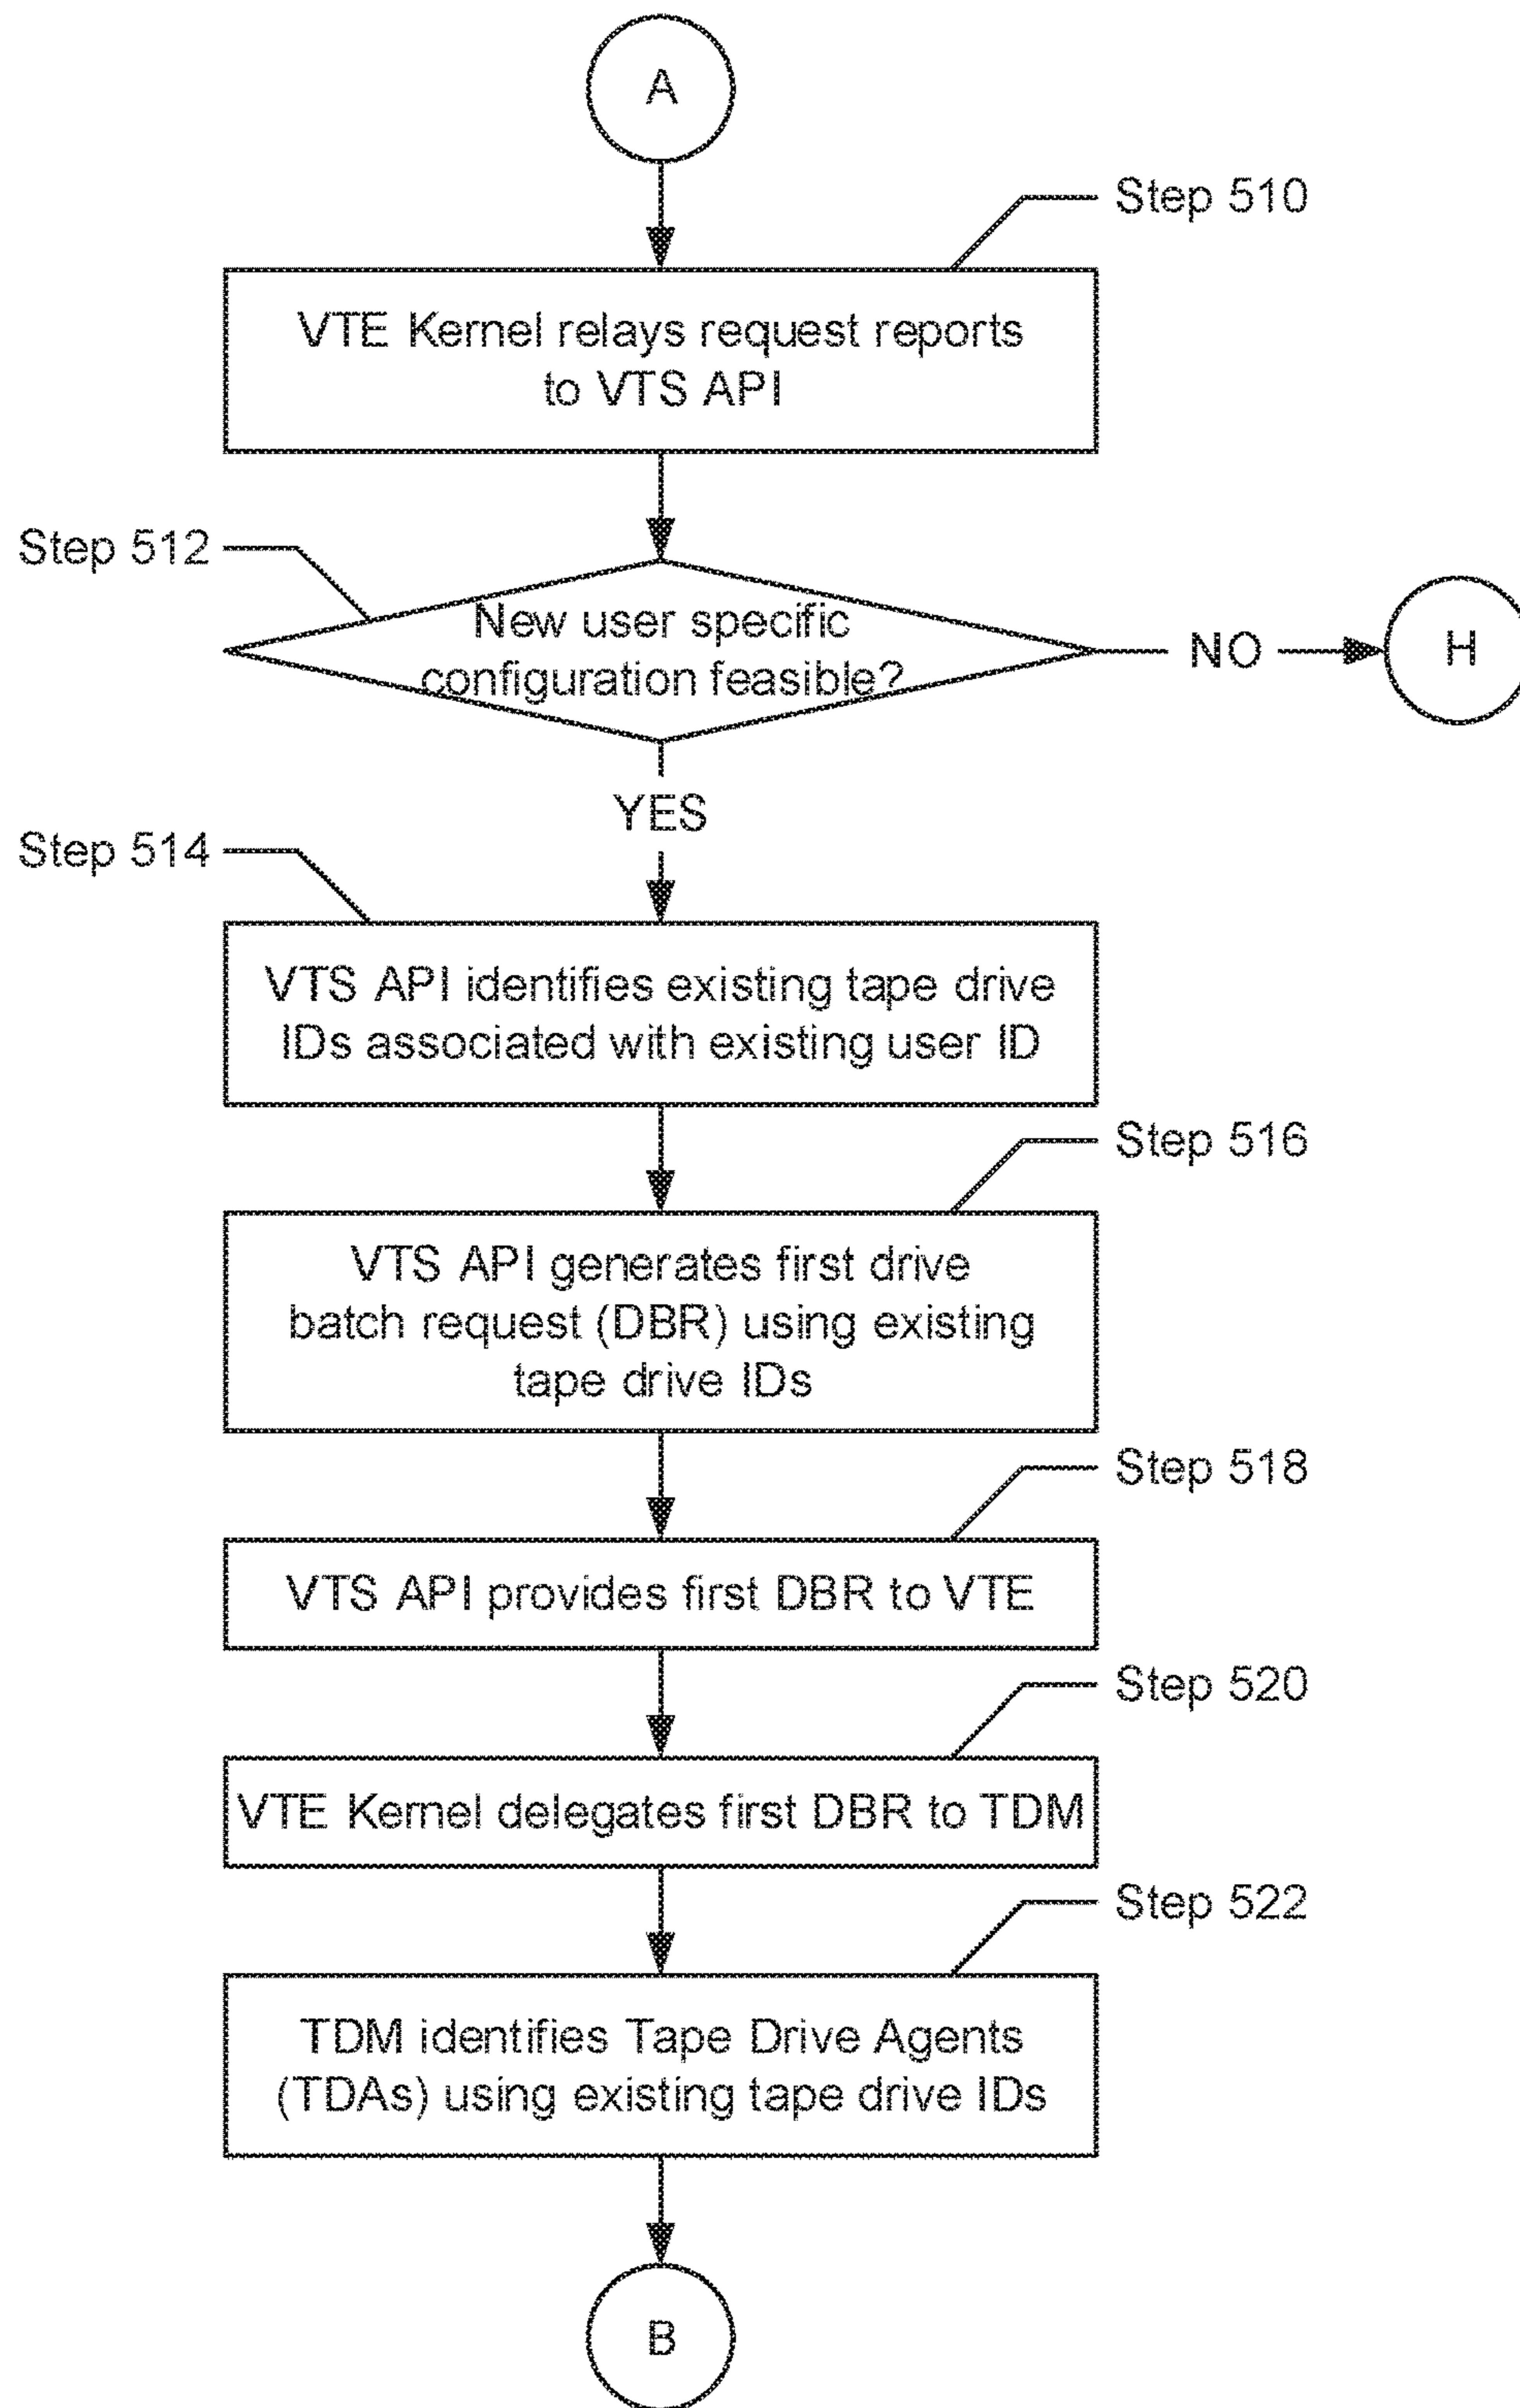 A
Step 510
VTE Kernel relays request reports
to VTS API
Step 512
New user specific
configuration feasible?
NO
H
YES
Step 514
VTS API identifies existing tape drive
IDs associated with existing user ID
Step 516
VTS API generates first drive
batch request (DBR) using existing
tape drive IDs
Step 518
VTS API provides first DBR to VTE
Step 520
VTE Kernel delegates first DBR to TDM
Step 522
TDM identifies Tape Drive Agents
(TDAs) using existing tape drive IDs
B